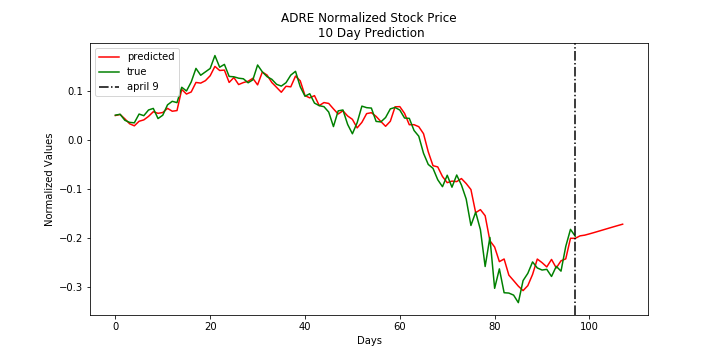 ADRE Normalized Stock Price
10 Day Prediction
predicted
true
april 9
0.1
0.0
−0.1
−0.2
−0.3
Normalized Values
0 20 40 60 80 100
Days